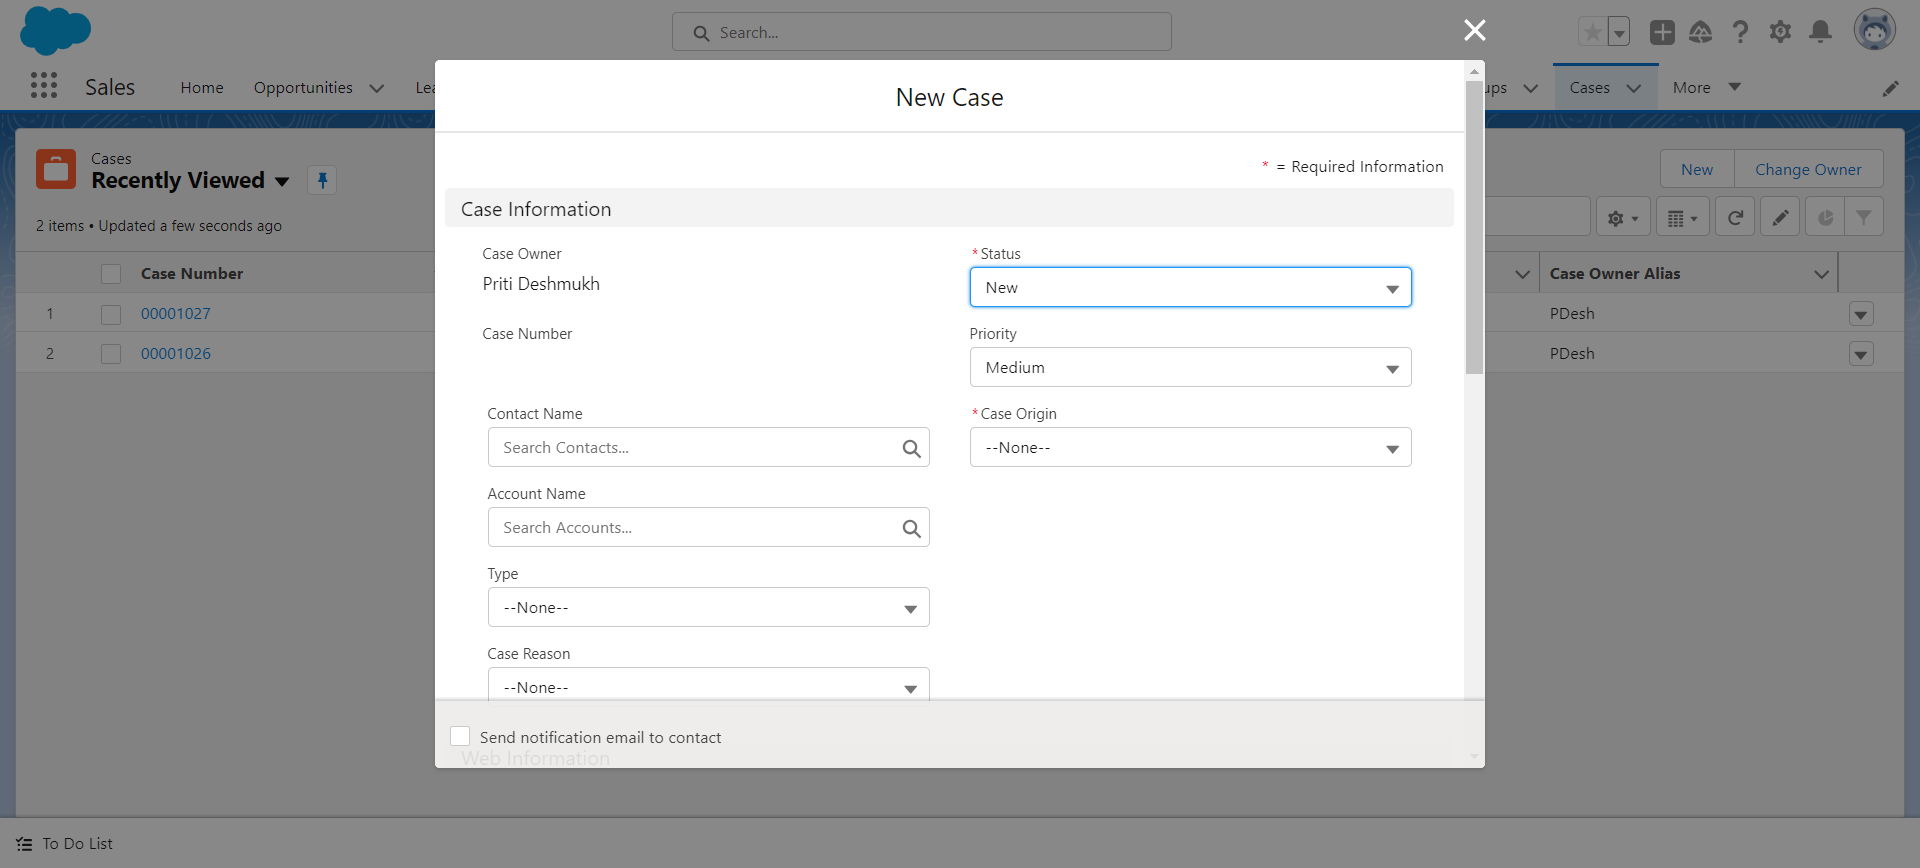 Search...
Sales
Home
Opportunities
Cases
More
New Case
* = Required Information
Cases
Recently Viewed
2 items • Updated a few seconds ago
New
Change Owner
Case Number
Case Owner Alias
1
00001027
PDesh
2
00001026
PDesh
Case Information
Case Owner
Priti Deshmukh
*Status
New
Case Number
Priority
Medium
Contact Name
Search Contacts...
*Case Origin
--None--
Account Name
Search Accounts...
Type
--None--
Case Reason
--None--
Send notification email to contact
Web Information
To Do List